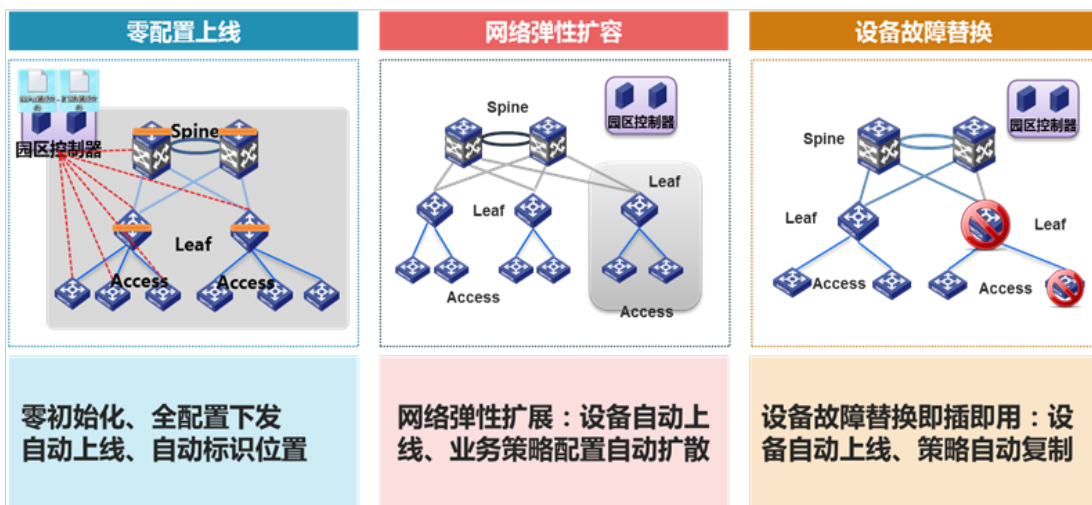 零配置上线
网络弹性扩容
设备故障替换
园区控制器
Spine
Leaf
Access
Access
Spine
园区控制器
Leaf
Leaf
Access
Access
园区控制器
Spine
Leaf
Leaf
Access
Access
零初始化、全配置下发
自动上线、自动标识位置
网络弹性扩展：设备自动上
线、业务策略配置自动扩散
设备故障替换即插即用：设
备自动上线、策略自动复制